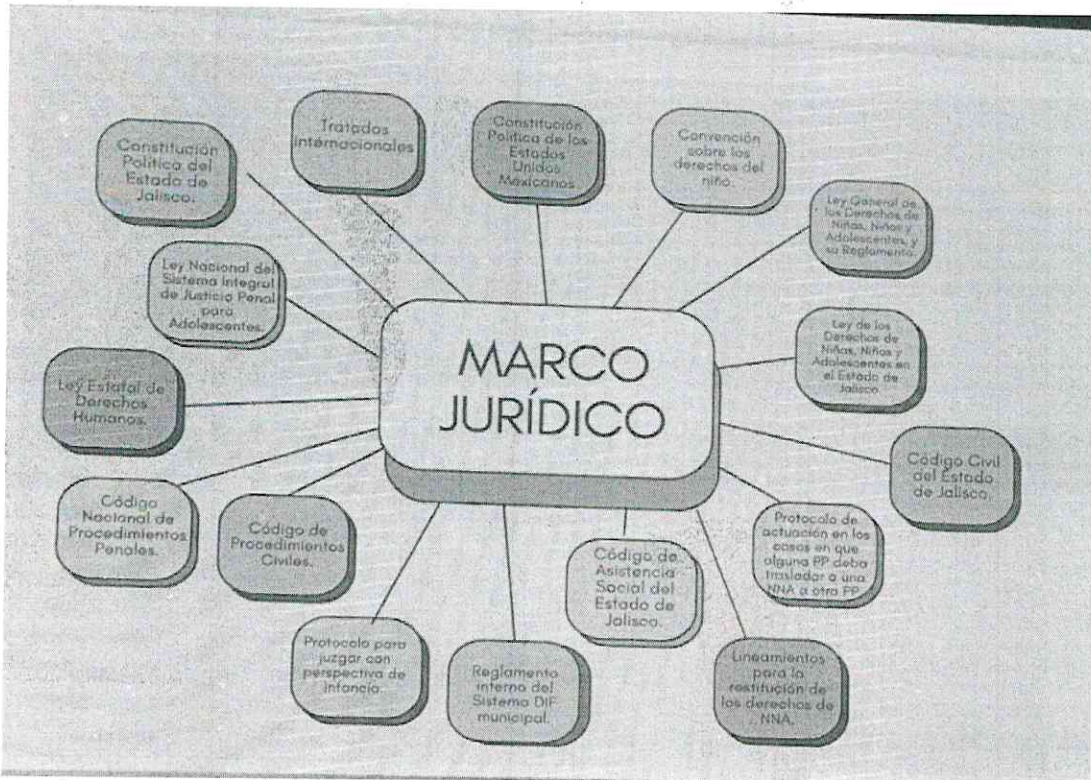 Constitución
Política del
Estado de
Jalisco.
Tratados
internacionales
Constitución
Política de los
Estados
Unidos
Mexicanos
Convención
sobre los
derechos del
niño.
Ley General de
los Derechos de
Niñas, Niños y
Adolescentes, y
su Reglamento.
Ley Nacional del
Sistema Integral
de Justicia Penal
para
Adolescentes.
MARCO
JURÍDICO
Ley de los
Derechos de
Niñas, Niños y
Adolescentes en
el Estado de
Jalisco
Ley Estatal de
Derechos
Humanos.
Código Civil
del Estado
de Jalisco.
Código
Nacional de
Procedimientos
Penales.
Código de
Procedimientos
Civiles.
Código de
Asistencia
Social del
Estado de
Jalisco.
Protocolo de
actuación en los
casos en que
alguna PP deba
trasladar a una
NNA a otra PP.
Protocolo para
juzgar con
perspectiva de
infancia.
Reglamento
interno del
Sistema DIF
municipal.
Lineamientos
para la
restitución de
los derechos de
NNA.